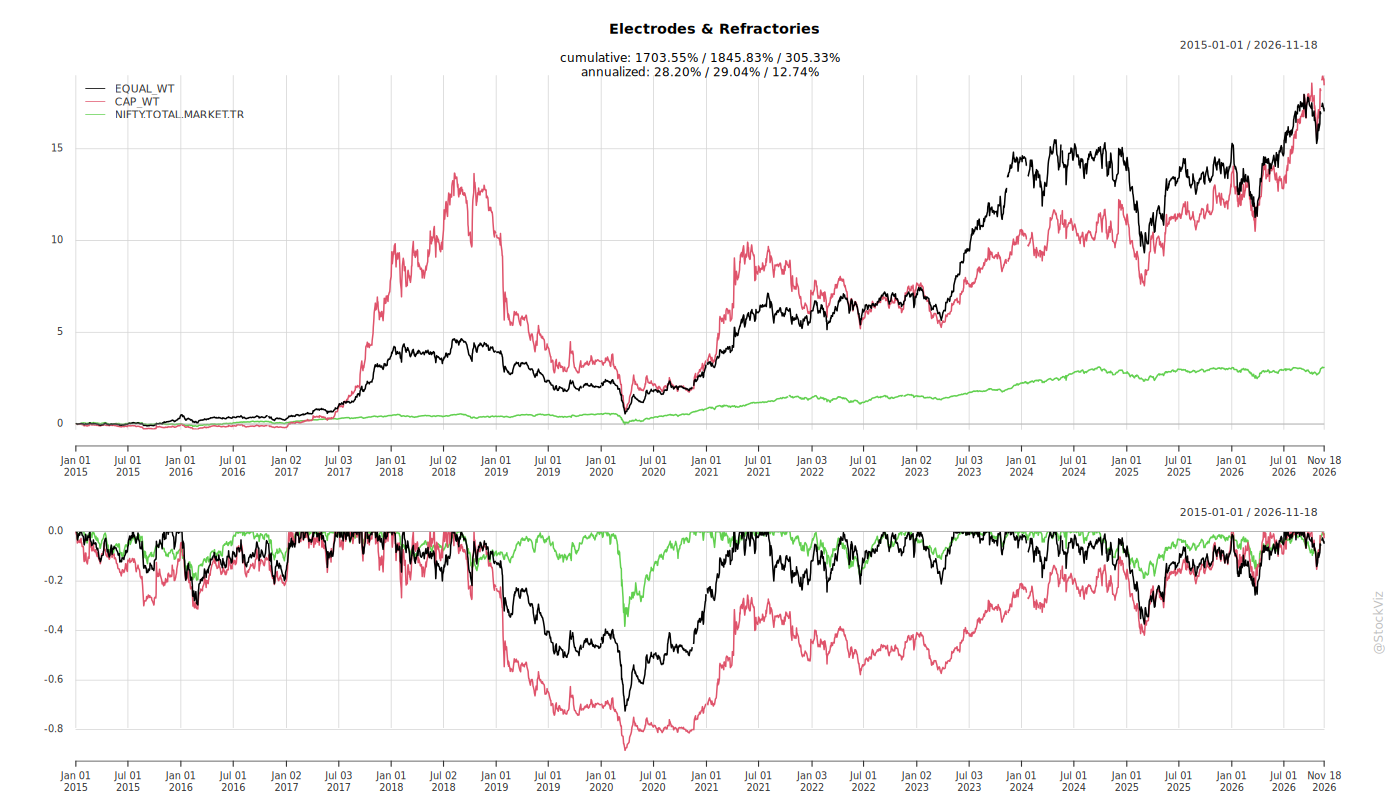 Electrodes & Refractories
2015-01-01 / 2026-11-18
cumulative: 1703.55% / 1845.83% / 305.33%
annualized: 28.20% / 29.04% / 12.74%
EQUAL_WT
CAP_WT
NIFTY.TOTAL.MARKET.TR
15
10
5
0
Jan 01 Jul 01 Jan 01 Jul 01 Jan 02 Jul 03 Jan 01 Jul 02 Jan 01 Jul 01 Jan 01 Jul 01 Jan 01 Jul 01 Jan 03 Jul 01 Jan 02 Jul 03 Jan 01 Jul 01 Jan 01 Jul 01 Jan 01 Jul 01 Nov 18
2015 2015 2016 2016 2017 2017 2018 2018 2019 2019 2020 2020 2021 2021 2022 2022 2023 2023 2024 2024 2025 2025 2026 2026 2026
2015-01-01 / 2026-11-18
0.0
-0.2
-0.4
-0.6
-0.8
Jan 01 Jul 01 Jan 01 Jul 01 Jan 02 Jul 03 Jan 01 Jul 02 Jan 01 Jul 01 Jan 01 Jul 01 Jan 01 Jul 01 Jan 03 Jul 01 Jan 02 Jul 03 Jan 01 Jul 01 Jan 01 Jul 01 Jan 01 Jul 01 Nov 18
2015 2015 2016 2016 2017 2017 2018 2018 2019 2019 2020 2020 2021 2021 2022 2022 2023 2023 2024 2024 2025 2025 2026 2026 2026
@StockViz